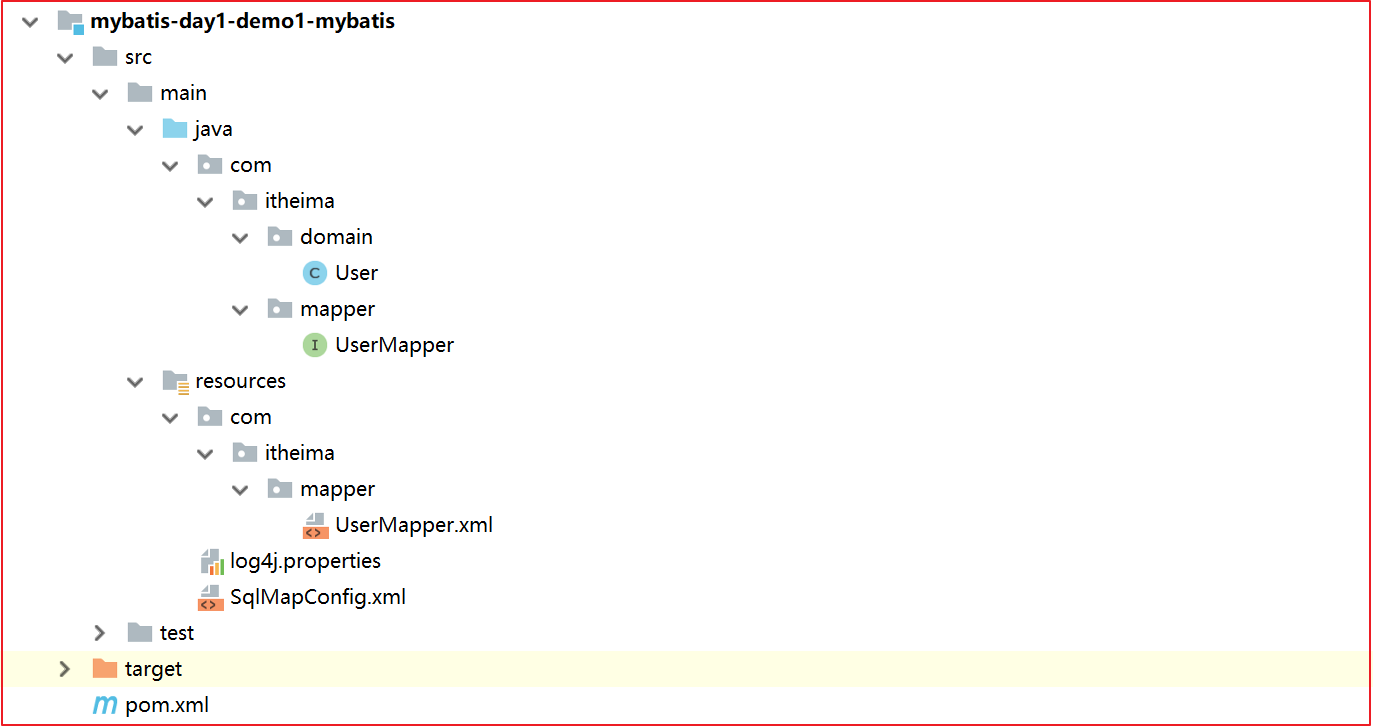 mybatis-day1-demo1-mybatis
src
main
java
com
itheima
domain
C User
mapper
I UserMapper
resources
com
itheima
mapper
<> UserMapper.xml
log4j.properties
<> SqlMapConfig.xml
test
target
m pom.xml